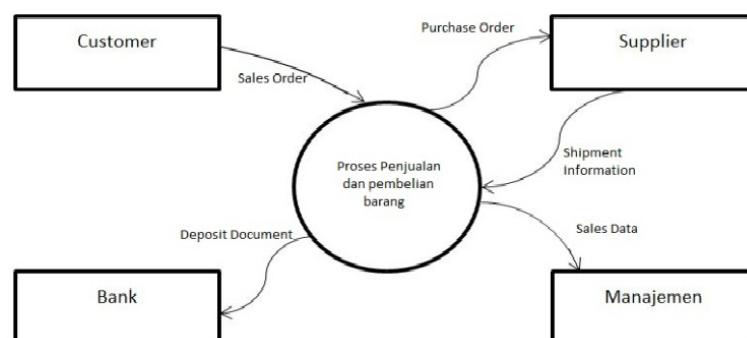 Customer
Purchase Order
Supplier
Sales Order
Proses Penjualan
dan pembelian
barang
Shipment
Information
Deposit Document
Sales Data
Bank
Manajemen